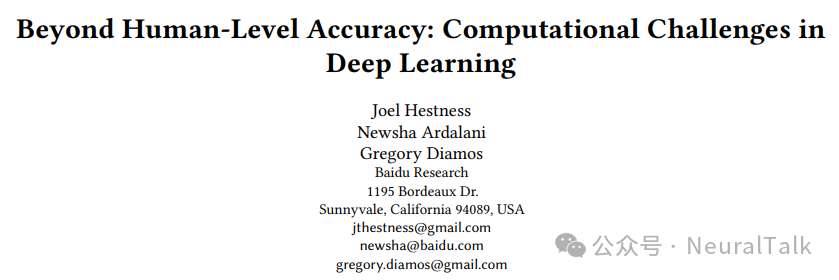 Beyond Human-Level Accuracy: Computational Challenges in
Deep Learning
Joel Hestness
Newsha Ardalani
Gregory Diamos
Baidu Research
1195 Bordeaux Dr.
Sunnyvale, California 94089, USA
jthestness@gmail.com
newsha@baidu.com
gregory.diamos@gmail.com
公众号 · NeuralTalk